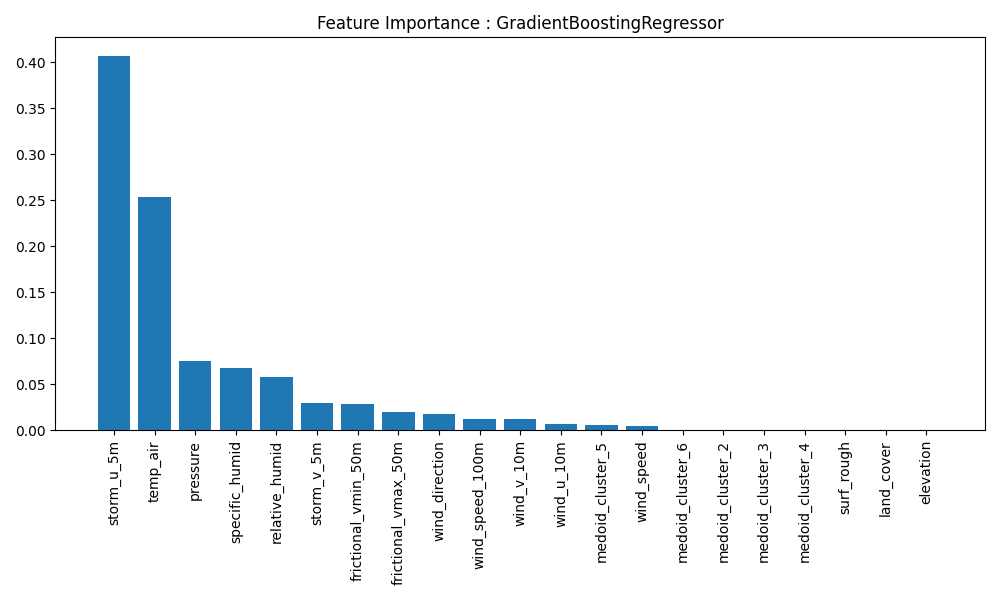 Feature Importance : GradientBoostingRegressor
0.40
0.35
0.30
0.25
0.20
0.15
0.10
0.05
0.00
storm_u_5m
temp_air
pressure
specific_humid
relative_humid
storm_v_5m
frictional_vmin_50m
frictional_vmax_50m
wind_direction
wind_speed_100m
wind_v_10m
wind_u_10m
medoid_cluster_5
wind_speed
medoid_cluster_6
medoid_cluster_2
medoid_cluster_3
medoid_cluster_4
surf_rough
land_cover
elevation